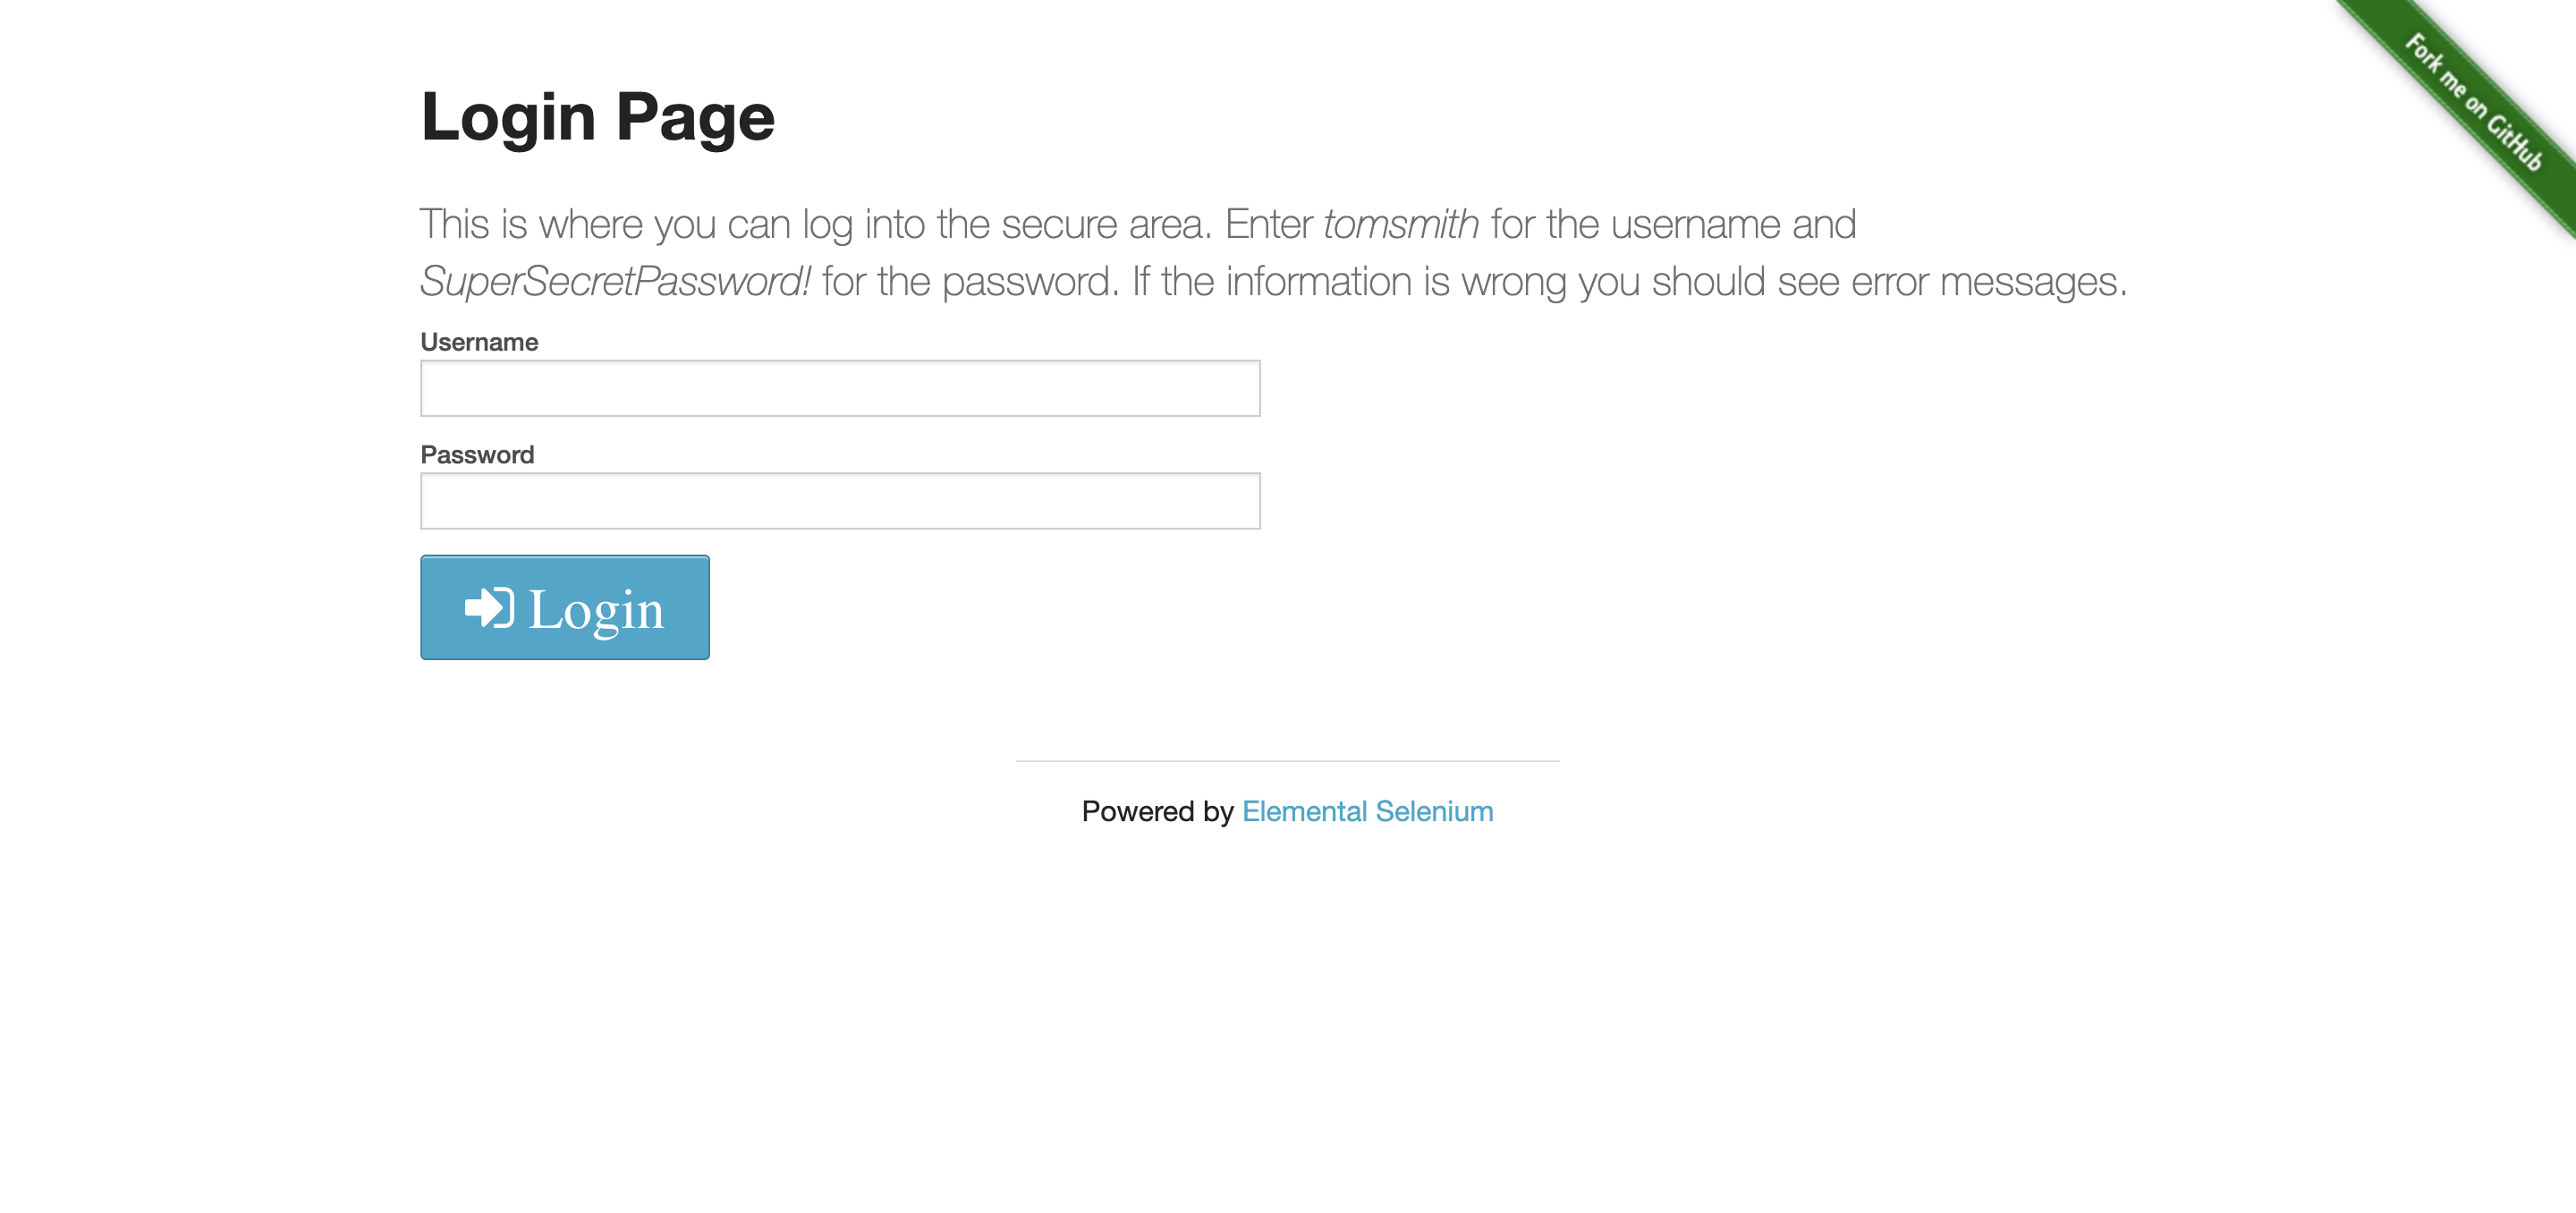 Fork me on GitHub
Login Page
This is where you can log into the secure area. Enter tomsmith for the username and
SuperSecretPassword! for the password. If the information is wrong you should see error messages.
Username
Password
Login
Powered by Elemental Selenium